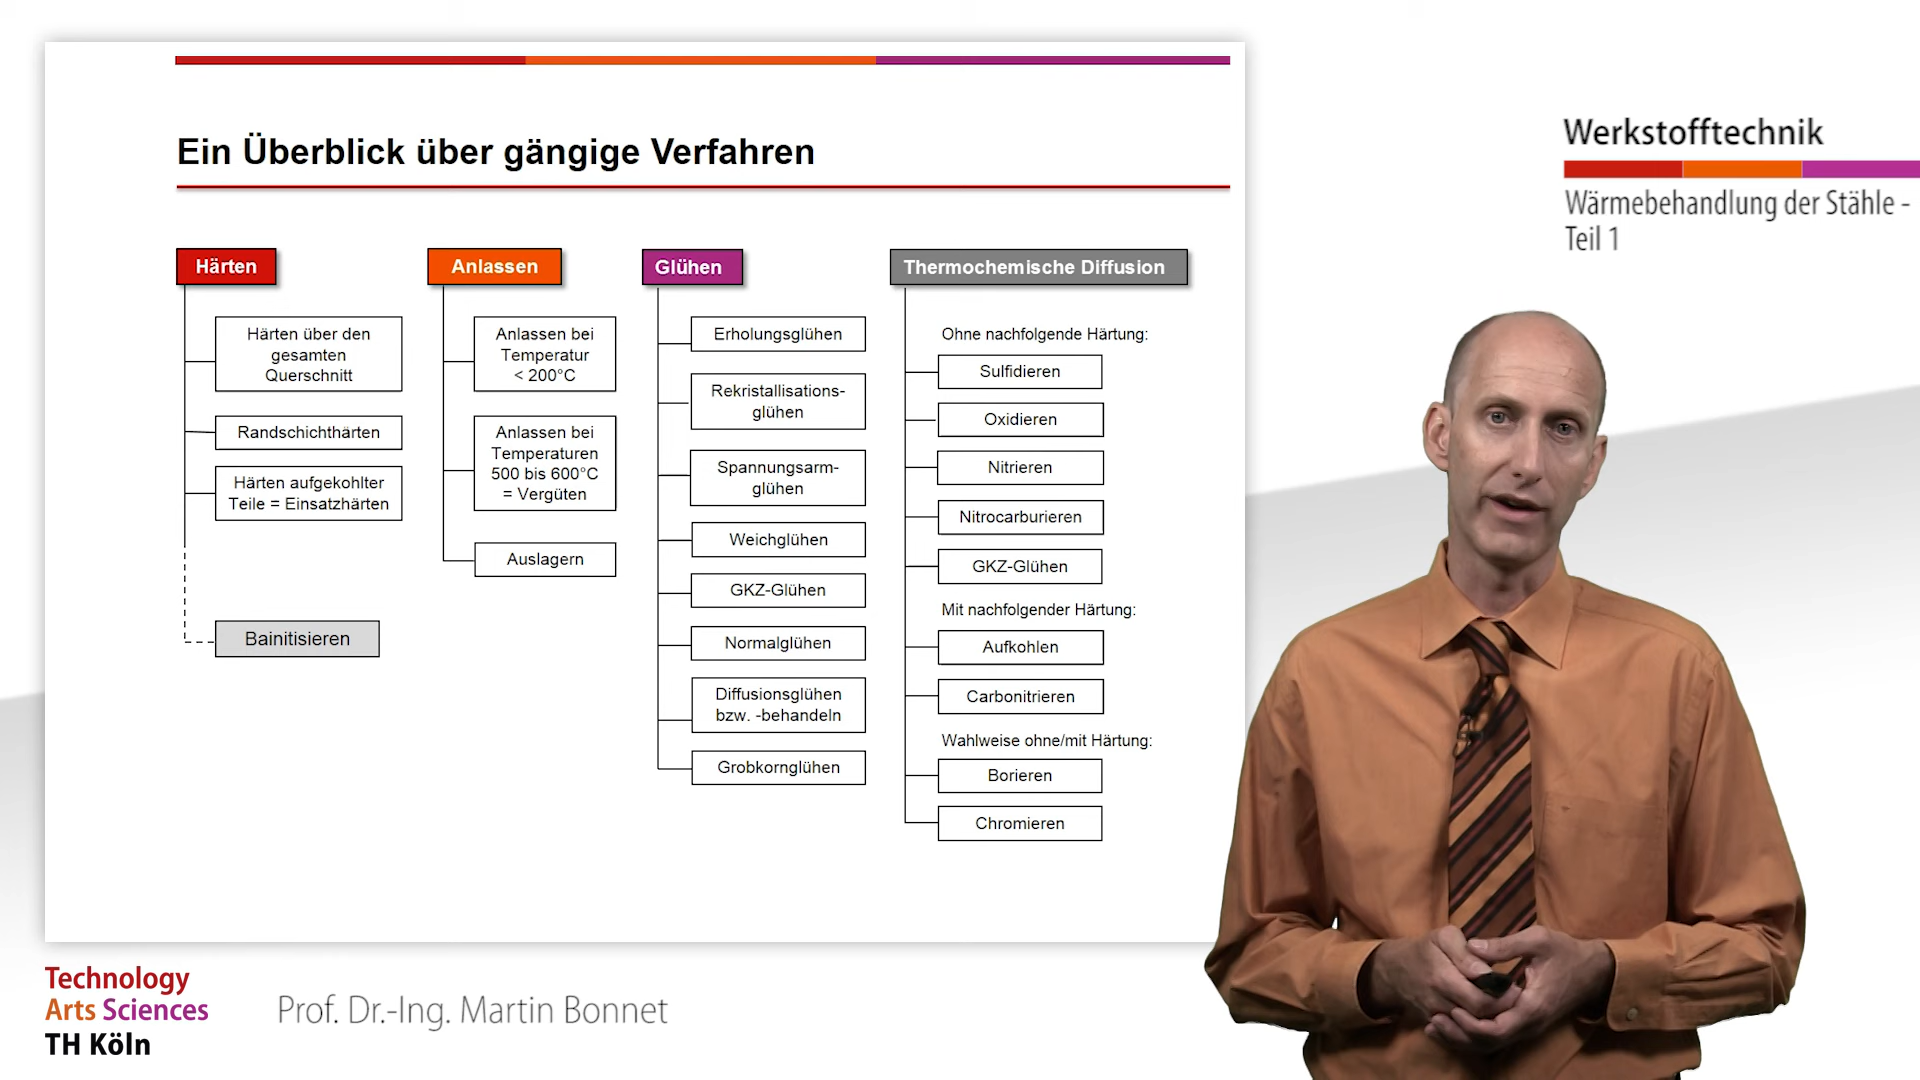 Ein Überblick über gängige Verfahren
Härten
Härten über den
gesamten
Querschnitt
Randschichthärten
Härten aufgekohlter
Teile = Einsatzhärten
Bainitisieren
Anlassen
Anlassen bei
Temperatur
< 200°C
Anlassen bei
Temperaturen
500 bis 600°C
= Vergüten
Auslagern
Glühen
Erholungsglühen
Rekristallisations-
glühen
Spannungsarm-
glühen
Weichglühen
GKZ-Glühen
Normalglühen
Diffusionsglühen
bzw. -behandeln
Grobkornglühen
Thermochemische Diffusion
Ohne nachfolgende Härtung:
Sulfidieren
Oxidieren
Nitrieren
Nitrocarburieren
GKZ-Glühen
Mit nachfolgender Härtung:
Aufkohlen
Carbonitrieren
Wahlweise ohne/mit Härtung:
Borieren
Chromieren
Werkstofftechnik
Wärmebehandlung der Stähle -
Teil 1
Technology
Arts Sciences
TH Köln
Prof. Dr.-Ing. Martin Bonnet